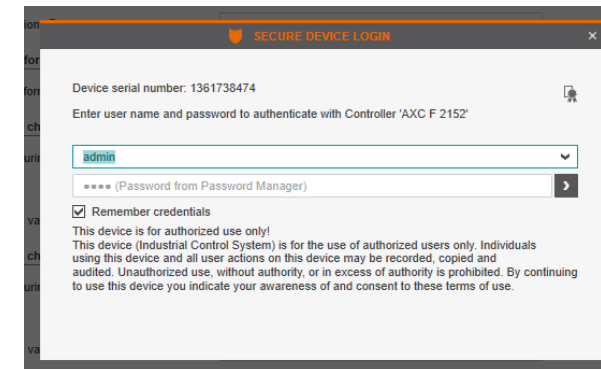 SECURE DEVICE LOGIN
Device serial number: 1361738474
Enter user name and password to authenticate with Controller 'AXC F 2152'
admin
●●●● (Password from Password Manager)
Remember credentials
This device is for authorized use only!
This device (Industrial Control System) is for the use of authorized users only. Individuals
using this device and all user actions on this device may be recorded, copied and
audited. Unauthorized use, without authority, or in excess of authority is prohibited. By continuing
to use this device you indicate your awareness of and consent to these terms of use.